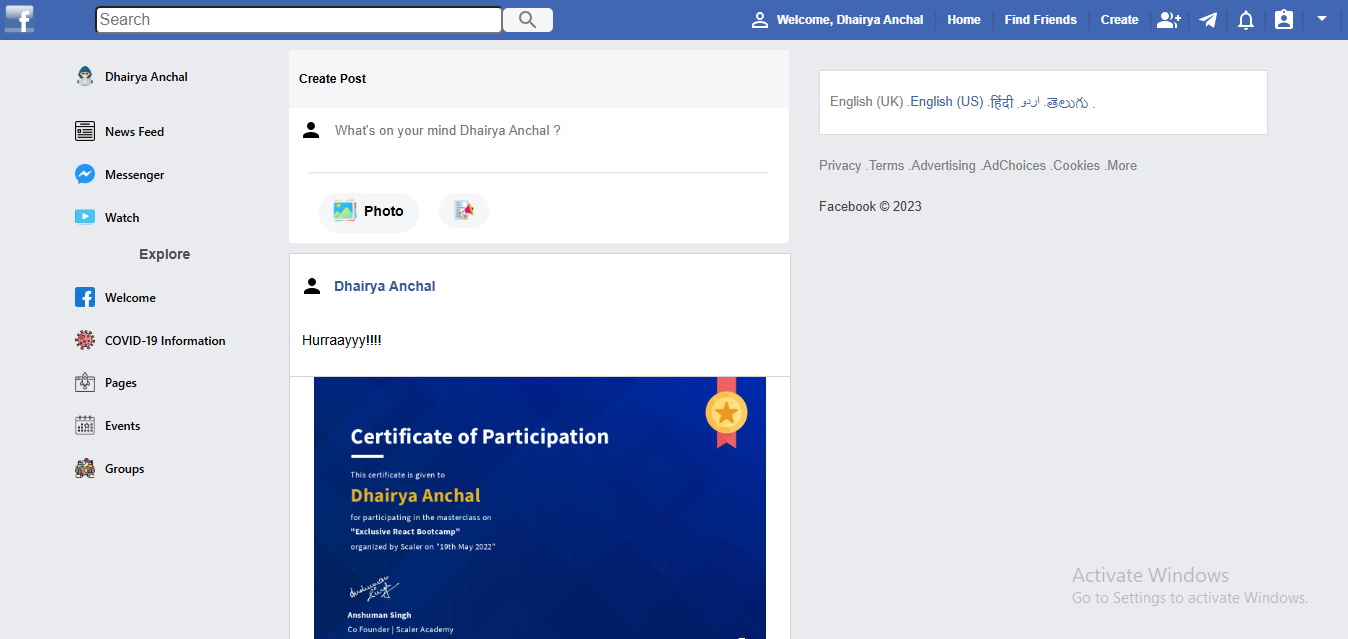 Search
Welcome, Dhairya Anchal
Home
Find Friends
Create
Dhairya Anchal
News Feed
Messenger
Watch
Explore
Welcome
COVID-19 Information
Pages
Events
Groups
Create Post
What's on your mind Dhairya Anchal ?
Photo
Dhairya Anchal
Hurraayyy!!!!
Certificate of Participation
This certificate is given to
Dhairya Anchal
for participating in the masterclass on
"Exclusive React Bootcamp"
organized by Scaler on "19th May 2022"
Anshuman Singh
Co Founder | Scaler Academy
English (UK) .English (US) .हिंदी .اردو .తెలుగు .
Privacy .Terms .Advertising .AdChoices .Cookies .More
Facebook © 2023
Activate Windows
Go to Settings to activate Windows.